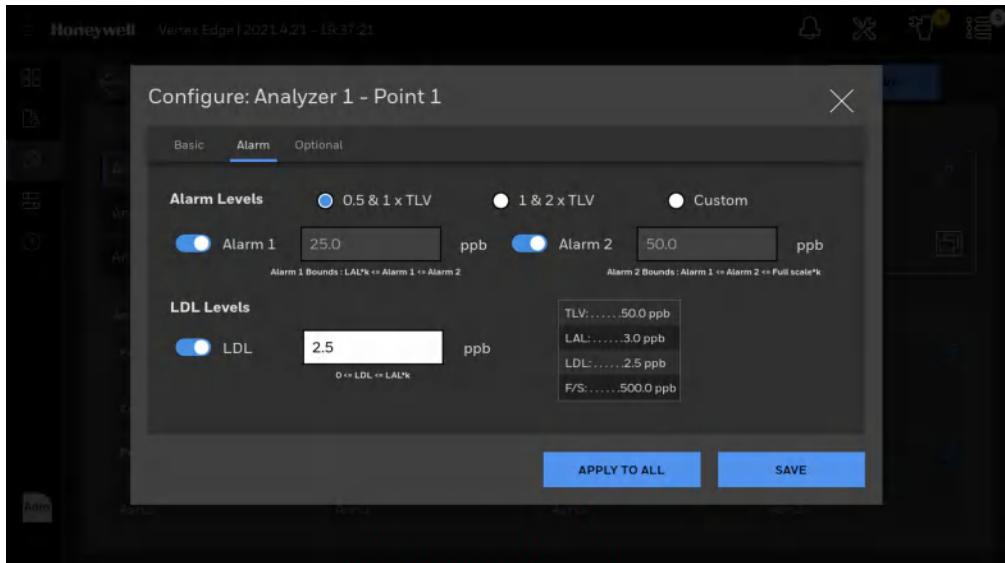 Honeywell Vertex Edge | 2021.4.21 - 19:37:21
Configure: Analyzer 1 - Point 1
Basic Alarm Optional
Alarm Levels 0.5 & 1 x TLV 1 & 2 x TLV Custom
Alarm 1 25.0 ppb Alarm 2 50.0 ppb
Alarm 1 Bounds : LAL*k <= Alarm 1 <= Alarm 2 Alarm 2 Bounds : Alarm 1 <= Alarm 2 <= Full scale*k
LDL Levels
TLV:......50.0 ppb
LDL 2.5 ppb
LAL:......3.0 ppb
0 <= LDL <= LAL*k
LDL:......2.5 ppb
F/S:......500.0 ppb
APPLY TO ALL SAVE
Adm